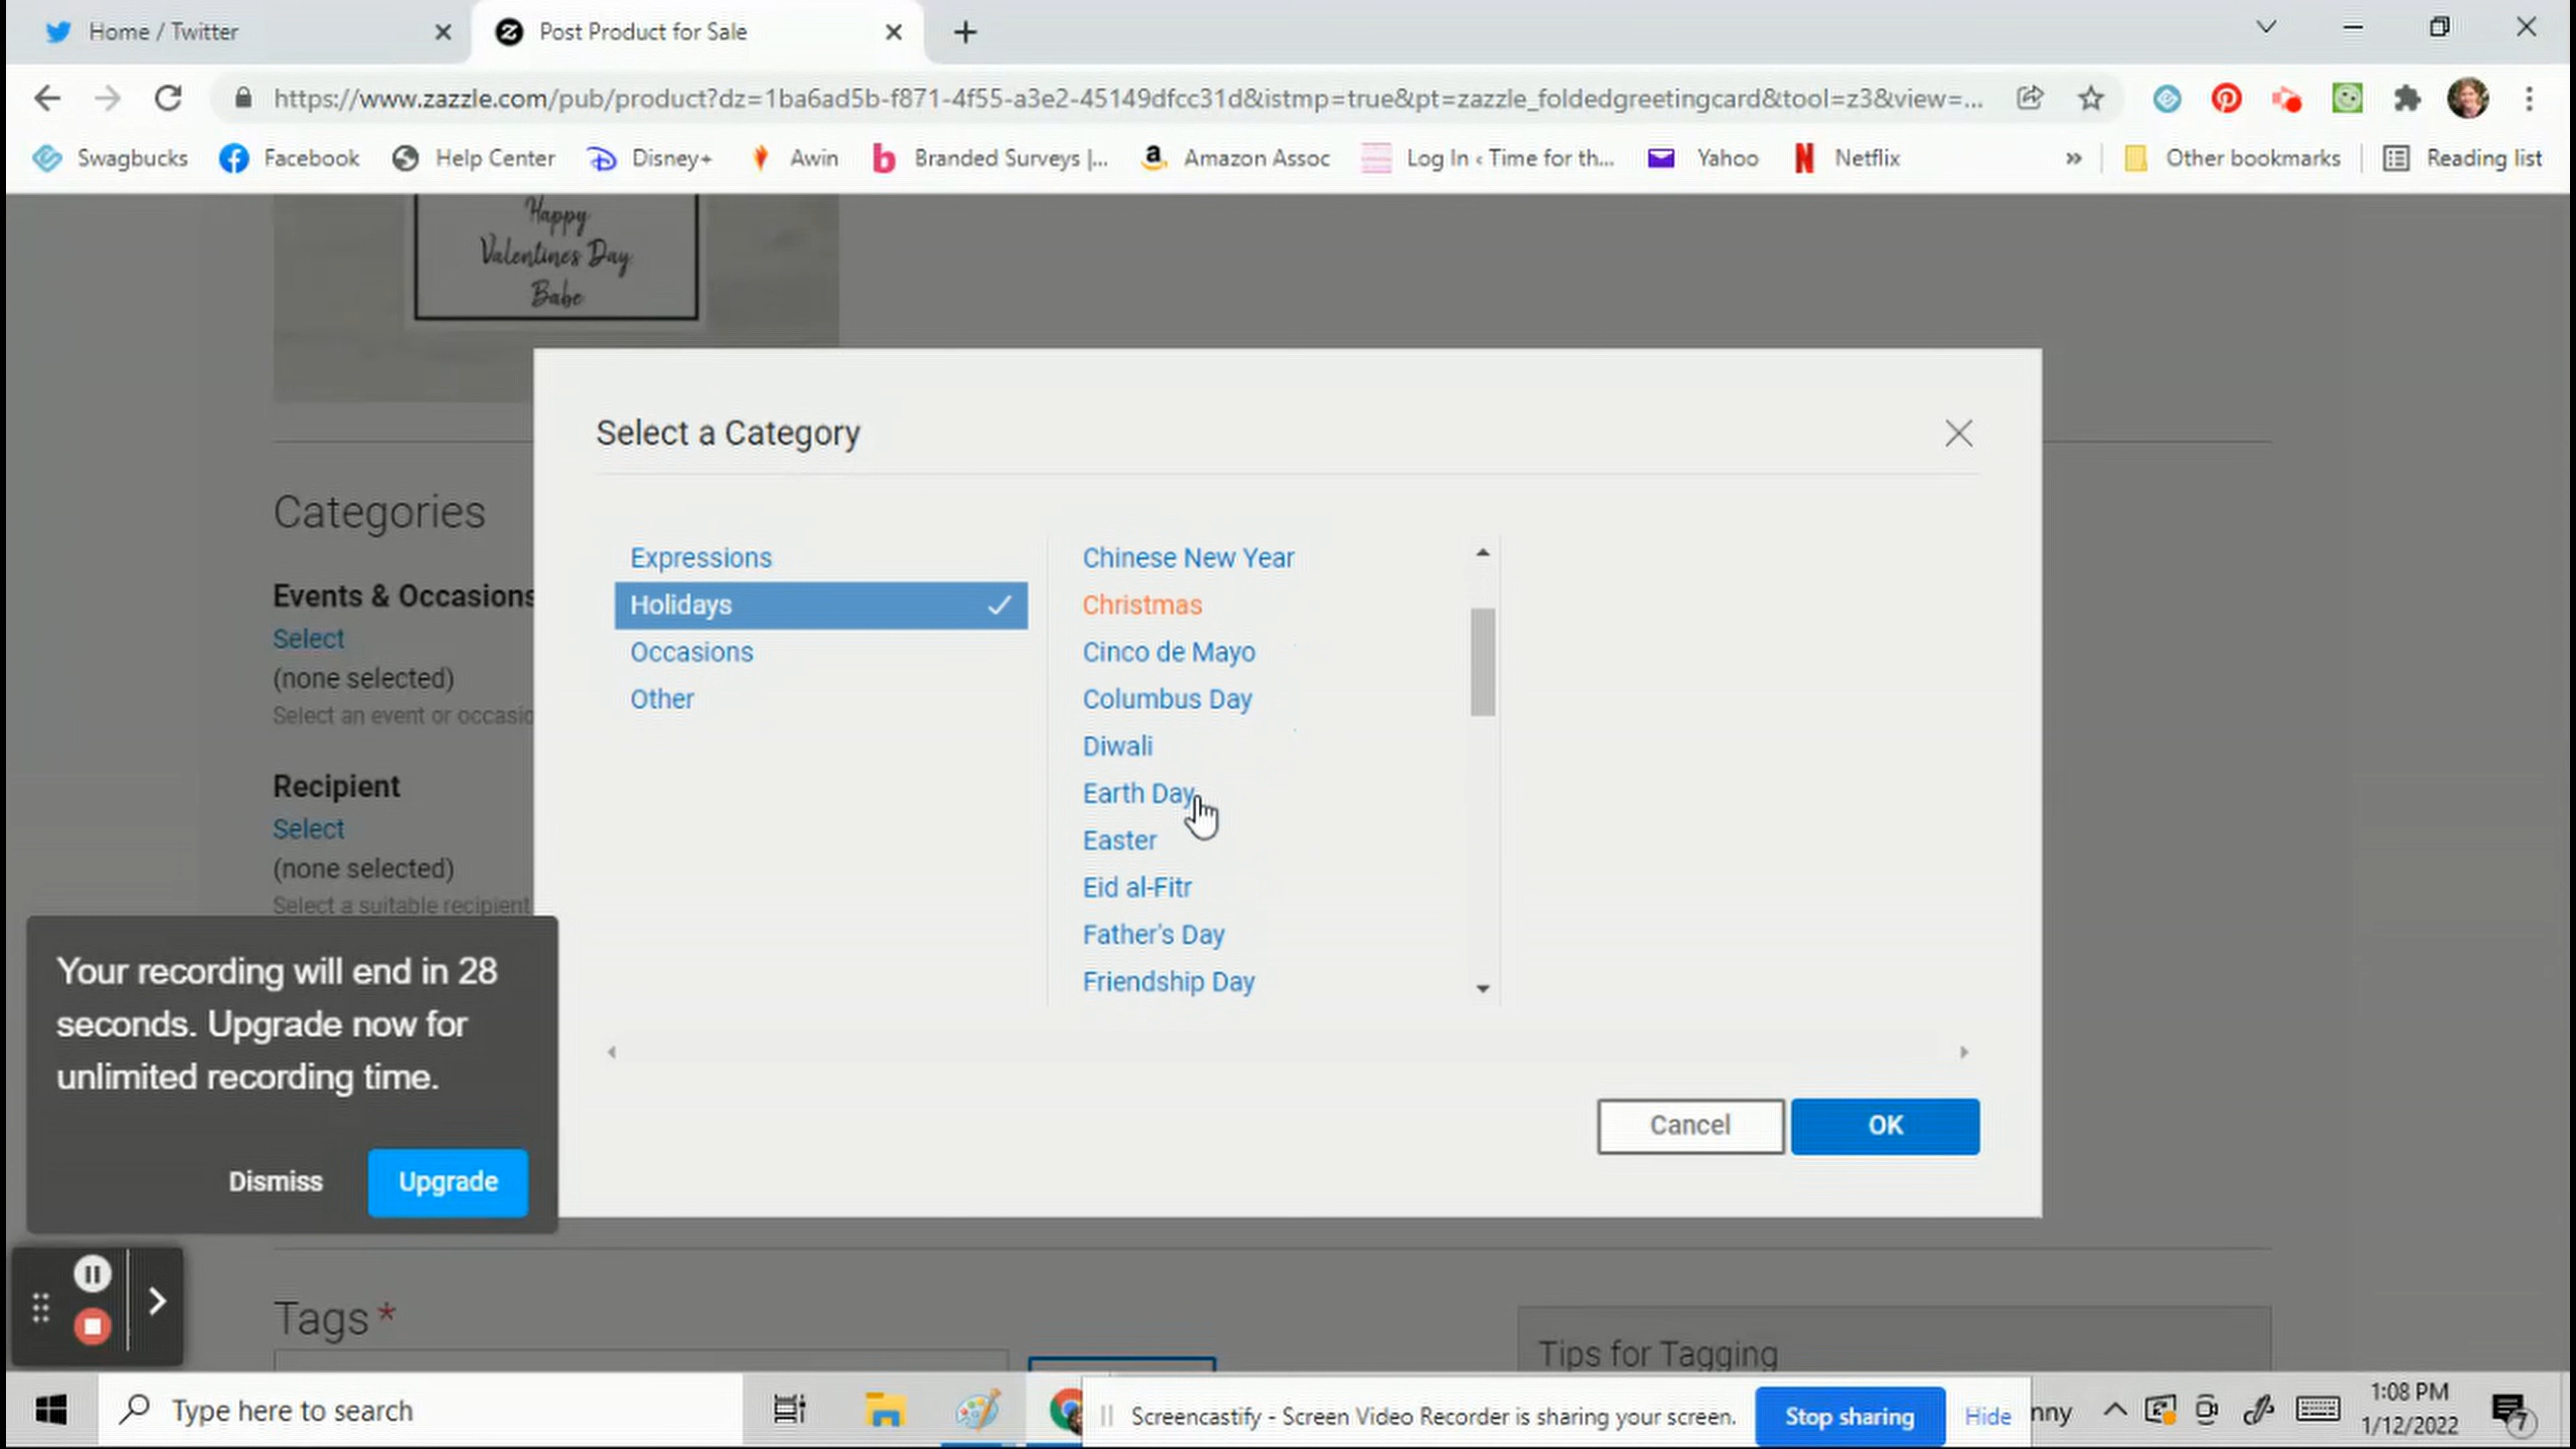 Home / Twitter
Post Product for Sale
https://www.zazzle.com/pub/product?dz=1ba6ad5b-f871-4f55-a3e2-45149dfcc31d&istmp=true&pt=zazzle_foldedgreetingcard&tool=z3&view=...
Swagbucks
Facebook
Help Center
Disney+
Awin
Branded Surveys |...
Amazon Assoc
Log In ‹ Time for th...
Yahoo
Netflix
»
Other bookmarks
Reading list
Happy
Valentines Day
Babe
Select a Category
Categories
Events & Occasions
Select
(none selected)
Select an event or occasio
Recipient
Select
(none selected)
Select a suitable recipient
Expressions
Holidays
Occasions
Other
Chinese New Year
Christmas
Cinco de Mayo
Columbus Day
Diwali
Earth Day
Easter
Eid al-Fitr
Father's Day
Friendship Day
Cancel
OK
Your recording will end in 28
seconds. Upgrade now for
unlimited recording time.
Dismiss
Upgrade
Tags *
Tips for Tagging
Type here to search
Screencastify - Screen Video Recorder is sharing your screen.
Stop sharing
Hide
nny
1:08 PM
1/12/2022
7